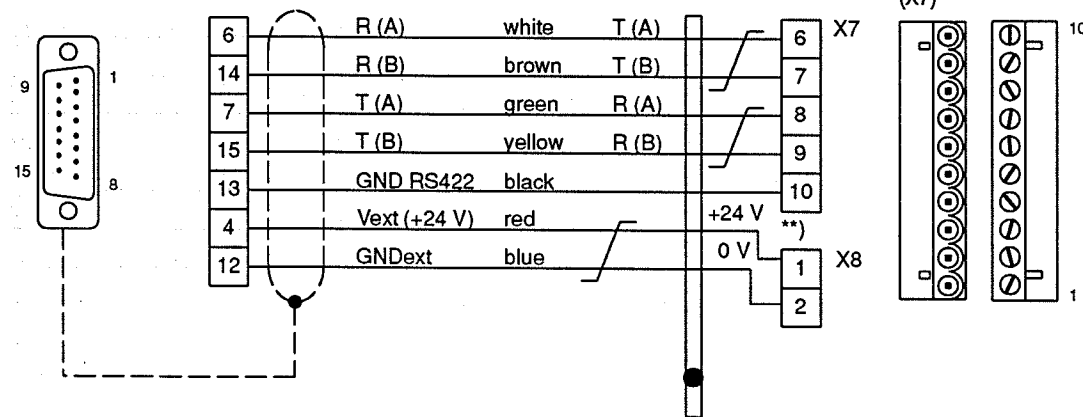 (X7)
6 R (A) white T (A) 6 X7
14 R (B) brown T (B) 7
7 T (A) green R (A) 8
15 T (B) yellow R (B) 9
13 GND RS422 black 10
4 Vext (+24 V) red +24 V **)
12 GNDext blue 0 V 1 X8
2
9 1
15 8
10
1